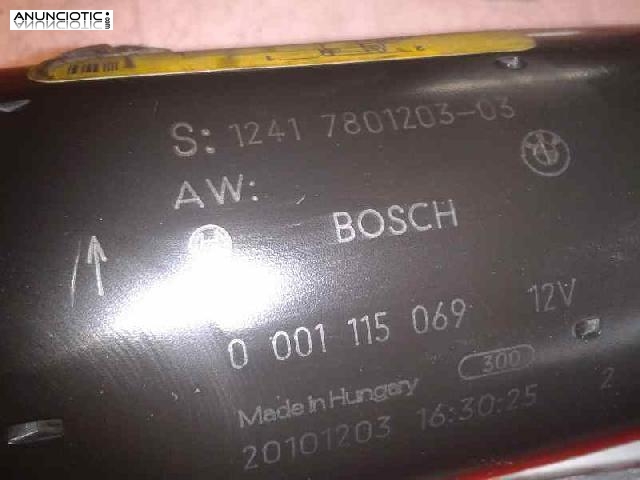 ANUNCIOTIC
.com
S: 1241 7801203-03
AW:
BOSCH
0 001 115 069 12V
300
Made in Hungary
20101203 16:30:25 2